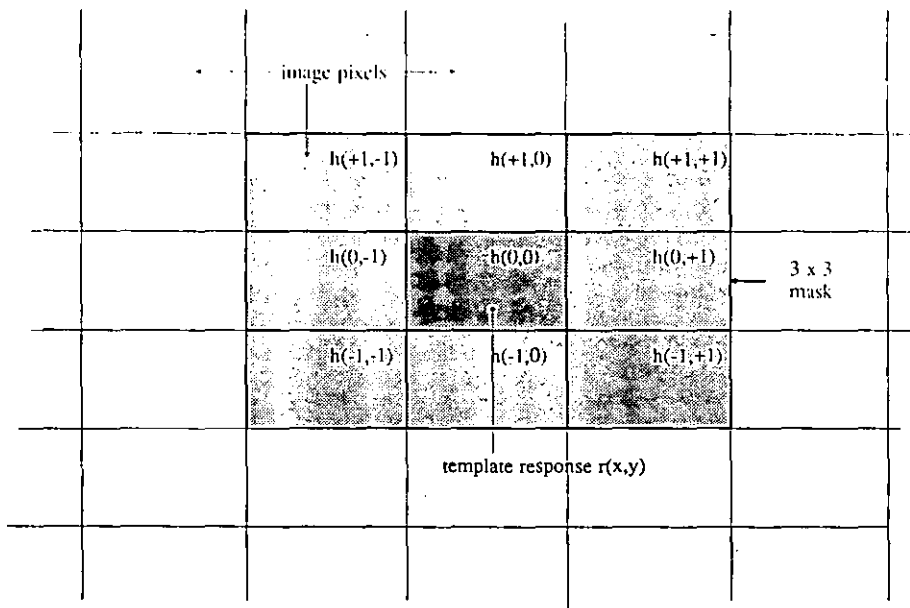 image pixels
h(+1,-1) h(+1,0) h(+1,+1)
h(0,-1) h(0,0) h(0,+1)
3 x 3
mask
h(-1,-1) h(-1,0) h(-1,+1)
template response r(x,y)